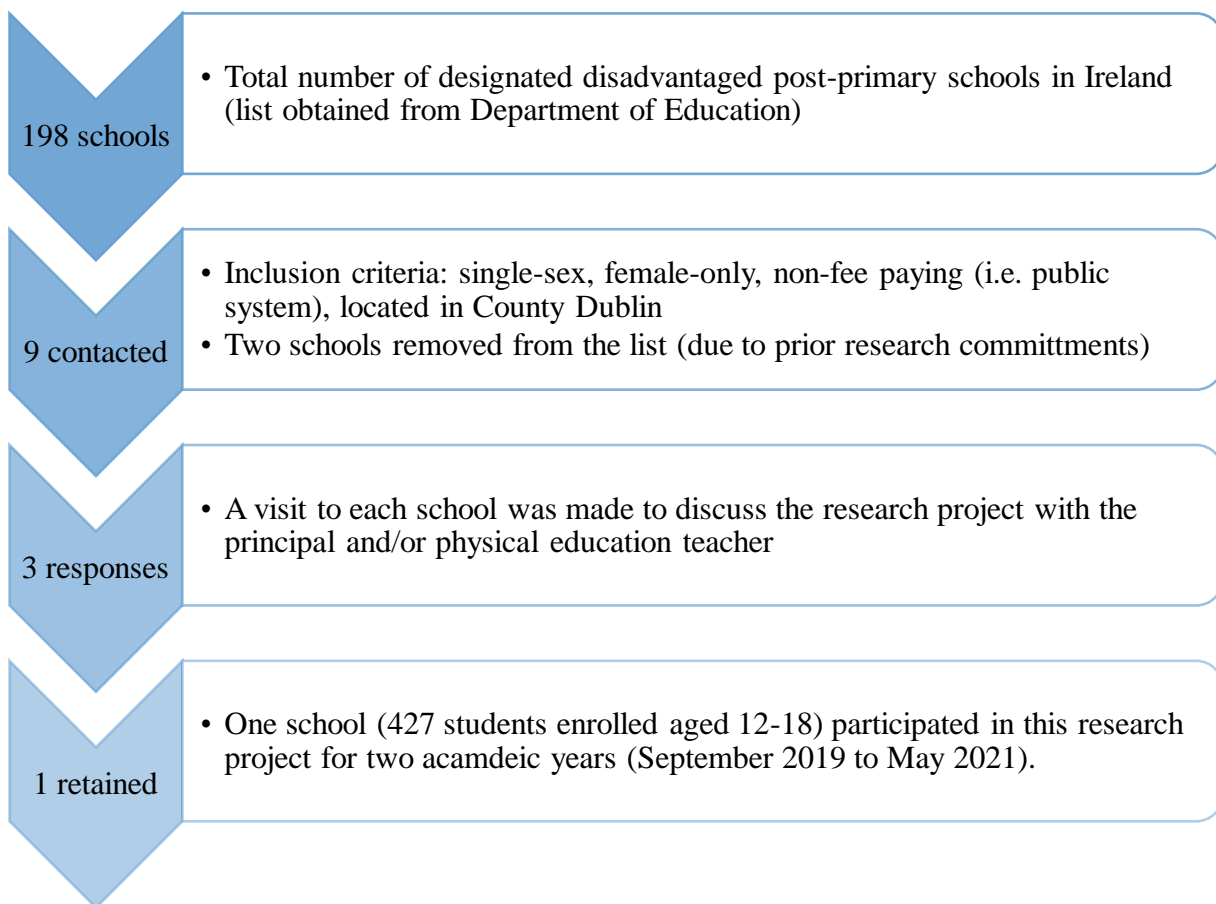 198 schools
• Total number of designated disadvantaged post-primary schools in Ireland
(list obtained from Department of Education)
9 contacted
• Inclusion criteria: single-sex, female-only, non-fee paying (i.e. public
system), located in County Dublin
• Two schools removed from the list (due to prior research committments)
3 responses
• A visit to each school was made to discuss the research project with the
principal and/or physical education teacher
1 retained
• One school (427 students enrolled aged 12-18) participated in this research
project for two acamdeic years (September 2019 to May 2021).